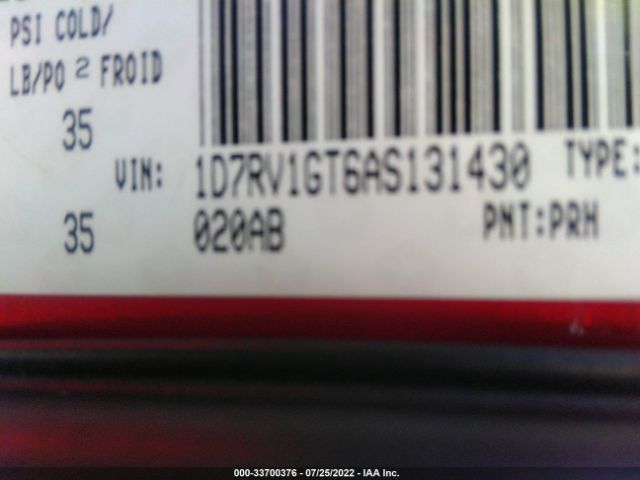 PSI COLD/
LB/PO ² FROID
35
VIN: 1D7RV1GT6AS131430 TYPE:
35 020AB PNT:PRH
000-33700376 - 07/25/2022 - IAA Inc.